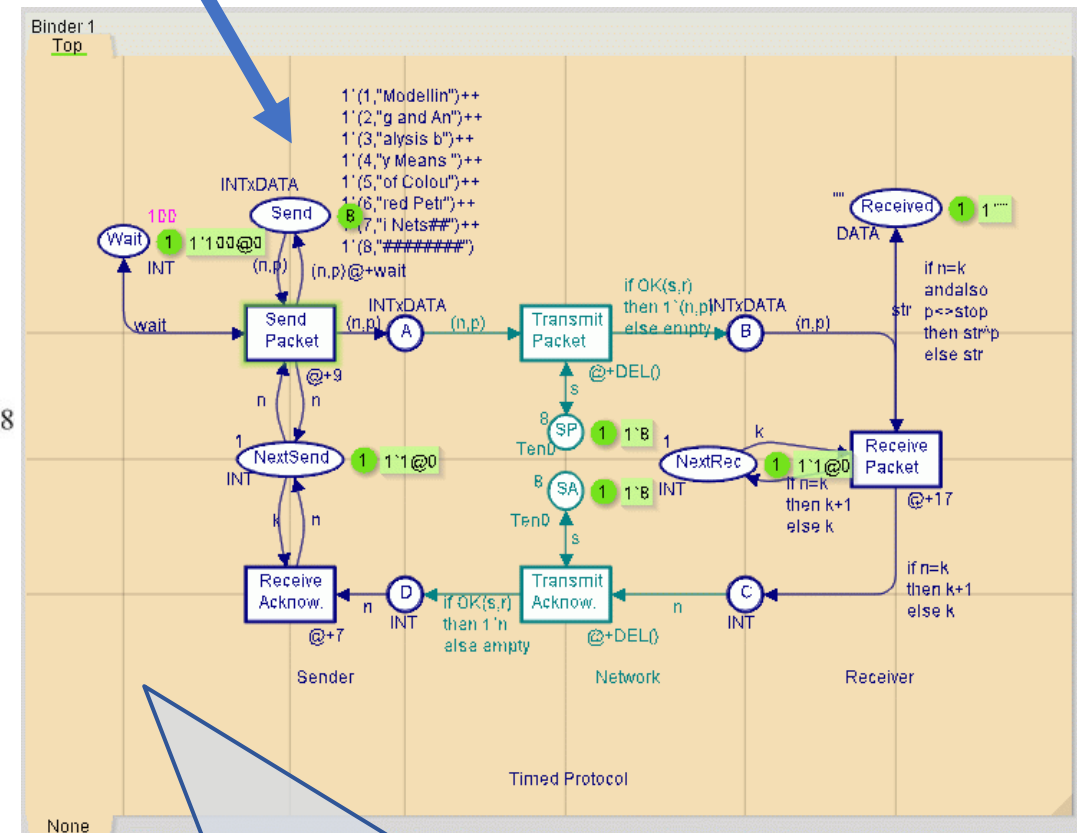 Binder 1
Top
1`(1,"Modellin")++
1`(2,"g and An")++
1`(3,"alysis b")++
1`(4,"y Means ")++
1`(5,"of Colou")++
1`(6,"red Petr")++
1`(7,"i Nets##")++
1`(8,"########")
INTxDATA
Send
8
100
Wait
1
1`100@0
INT
(n,p)
(n,p)@+wait
""
Received
1
1`""
DATA
if n=k
andalso
p<>stop
then str^p
else str
str
wait
Send
Packet
@+9
(n,p)
INTxDATA
A
(n,p)
Transmit
Packet
@+DEL()
if OK(s,r)
then 1`(n,p)
else empty
INTxDATA
B
(n,p)
s
8
SP
1
1`8
Ten0
n
n
8
1
NextSend
1
1`1@0
INT
1
NextRec
1
1`1@0
INT
k
if n=k
then k+1
else k
Receive
Packet
@+17
8
SA
1
1`8
Ten0
s
k
n
Receive
Acknow.
@+7
n
D
INT
if OK(s,r)
then 1`n
else empty
Transmit
Acknow.
@+DEL()
n
C
INT
if n=k
then k+1
else k
Sender
Network
Receiver
Timed Protocol
None